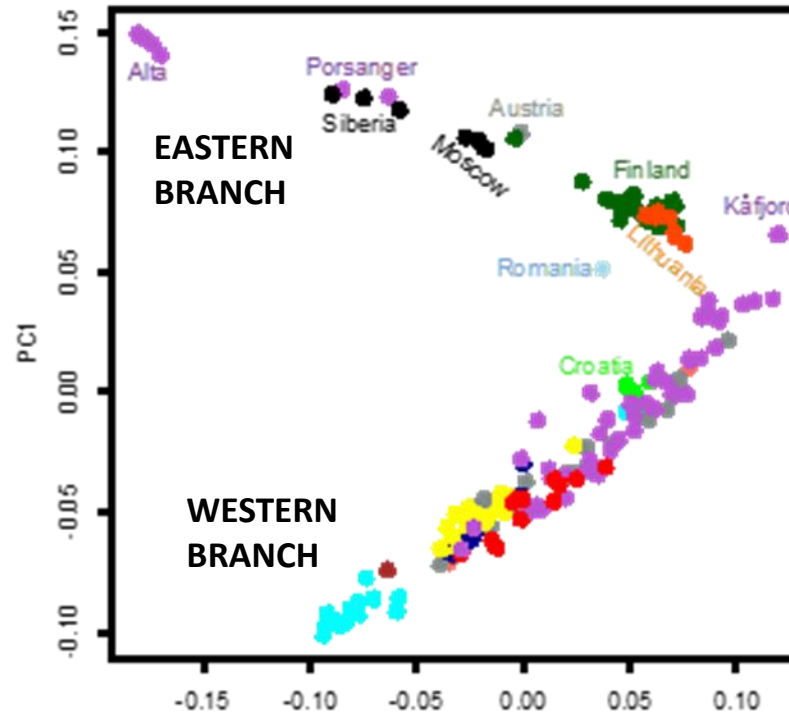 0.15
0.10
0.05
0.00
-0.05
-0.10
PC1
Alta
Porsanger
Siberia
Austria
Moscow
EASTERN
BRANCH
Finland
Kåfjord
Lithuania
Romania
Croatia
WESTERN
BRANCH
-0.15
-0.10
-0.05
0.00
0.05
0.10